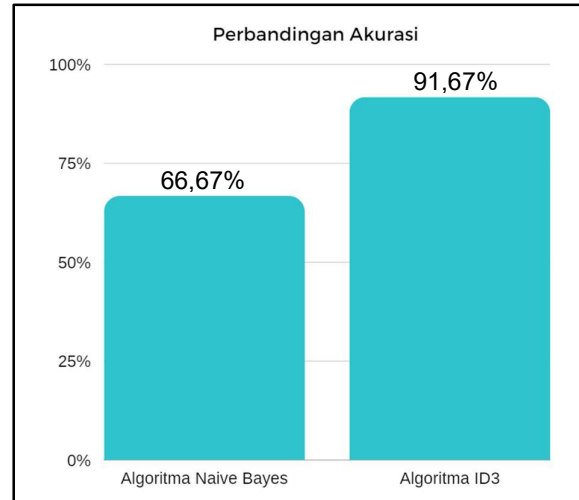 Perbandingan Akurasi
100%
91,67%
75%
66,67%
50%
25%
0%
Algoritma Naive Bayes
Algoritma ID3